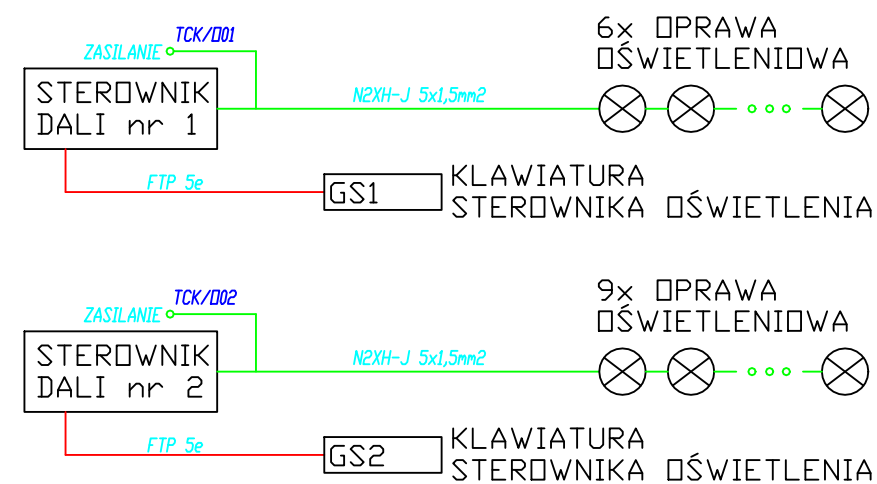 TCK/O01
ZASILANIE
6x OPRAWA
OŚWIETLENIOWA
STEROWNIK
DALI nr 1
N2XH-J 5x1,5mm2
FTP 5e
GS1
KLAWIATURA
STEROWNIKA OŚWIETLENIA
TCK/O02
ZASILANIE
9x OPRAWA
OŚWIETLENIOWA
STEROWNIK
DALI nr 2
N2XH-J 5x1,5mm2
FTP 5e
GS2
KLAWIATURA
STEROWNIKA OŚWIETLENIA